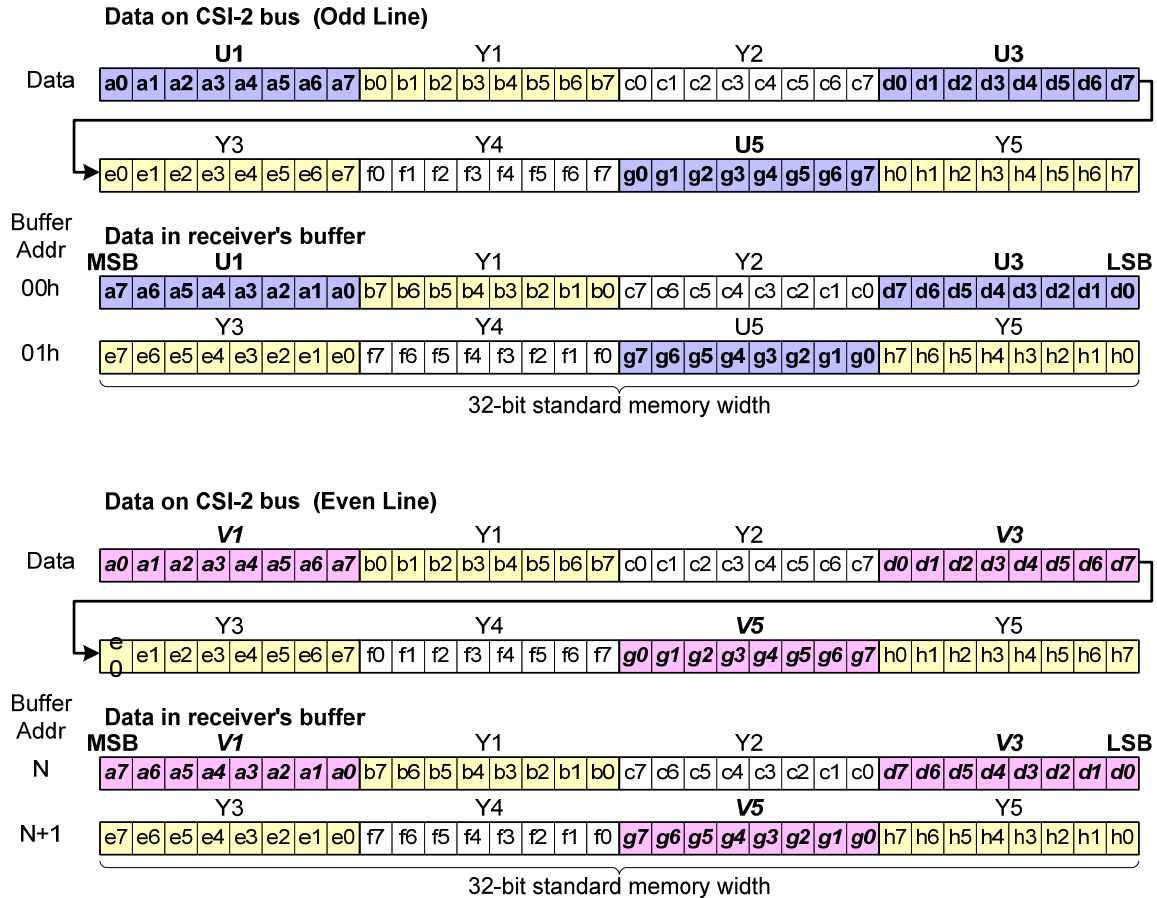 Data on CSI-2 bus (Odd Line)
U1 Y1 Y2 U3
Data a0 a1 a2 a3 a4 a5 a6 a7 b0 b1 b2 b3 b4 b5 b6 b7 c0 c1 c2 c3 c4 c5 c6 c7 d0 d1 d2 d3 d4 d5 d6 d7
Y3 Y4 U5 Y5
e0 e1 e2 e3 e4 e5 e6 e7 f0 f1 f2 f3 f4 f5 f6 f7 g0 g1 g2 g3 g4 g5 g6 g7 h0 h1 h2 h3 h4 h5 h6 h7
Buffer
Addr
Data in receiver's buffer
MSB U1 Y1 Y2 U3 LSB
00h a7 a6 a5 a4 a3 a2 a1 a0 b7 b6 b5 b4 b3 b2 b1 b0 c7 c6 c5 c4 c3 c2 c1 c0 d7 d6 d5 d4 d3 d2 d1 d0
Y3 Y4 U5 Y5
01h e7 e6 e5 e4 e3 e2 e1 e0 f7 f6 f5 f4 f3 f2 f1 f0 g7 g6 g5 g4 g3 g2 g1 g0 h7 h6 h5 h4 h3 h2 h1 h0
32-bit standard memory width
Data on CSI-2 bus (Even Line)
V1 Y1 Y2 V3
Data a0 a1 a2 a3 a4 a5 a6 a7 b0 b1 b2 b3 b4 b5 b6 b7 c0 c1 c2 c3 c4 c5 c6 c7 d0 d1 d2 d3 d4 d5 d6 d7
Y3 Y4 V5 Y5
e0 e1 e2 e3 e4 e5 e6 e7 f0 f1 f2 f3 f4 f5 f6 f7 g0 g1 g2 g3 g4 g5 g6 g7 h0 h1 h2 h3 h4 h5 h6 h7
Buffer
Addr
Data in receiver's buffer
MSB V1 Y1 Y2 V3 LSB
N a7 a6 a5 a4 a3 a2 a1 a0 b7 b6 b5 b4 b3 b2 b1 b0 c7 c6 c5 c4 c3 c2 c1 c0 d7 d6 d5 d4 d3 d2 d1 d0
Y3 Y4 V5 Y5
N+1 e7 e6 e5 e4 e3 e2 e1 e0 f7 f6 f5 f4 f3 f2 f1 f0 g7 g6 g5 g4 g3 g2 g1 g0 h7 h6 h5 h4 h3 h2 h1 h0
32-bit standard memory width